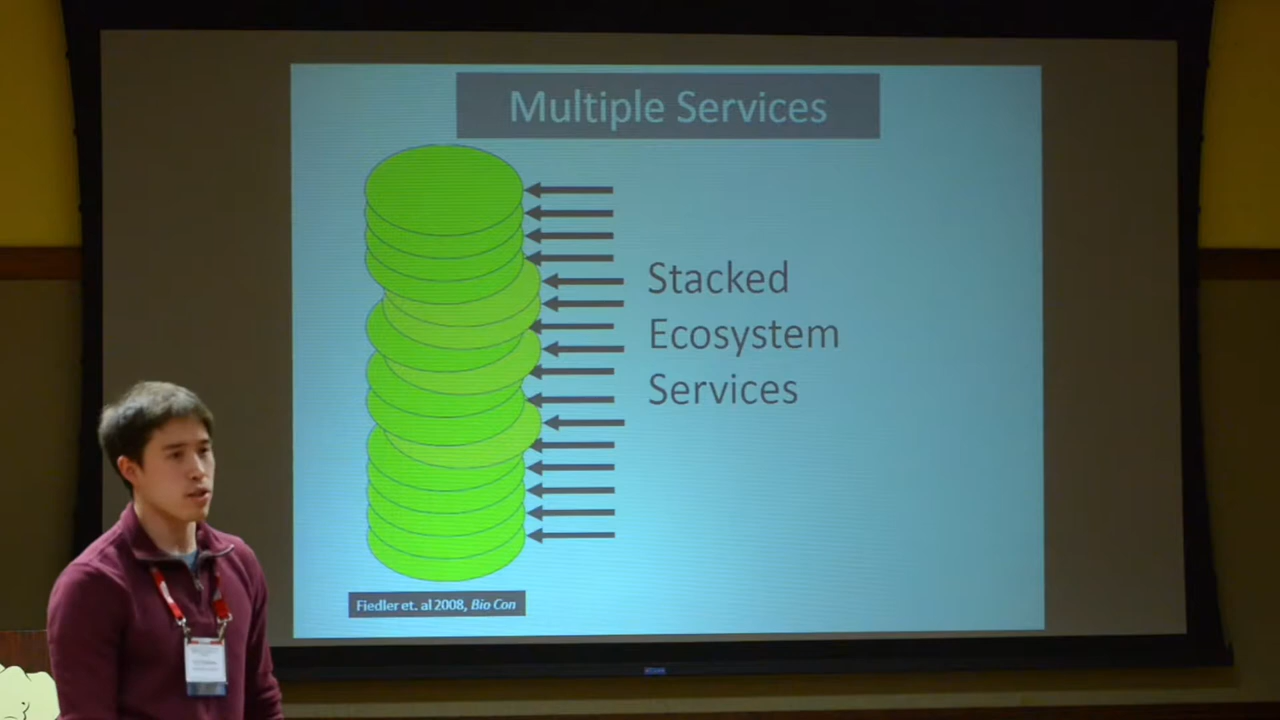 Multiple Services
Stacked
Ecosystem
Services
Fiedler et. al 2008, Bio Con